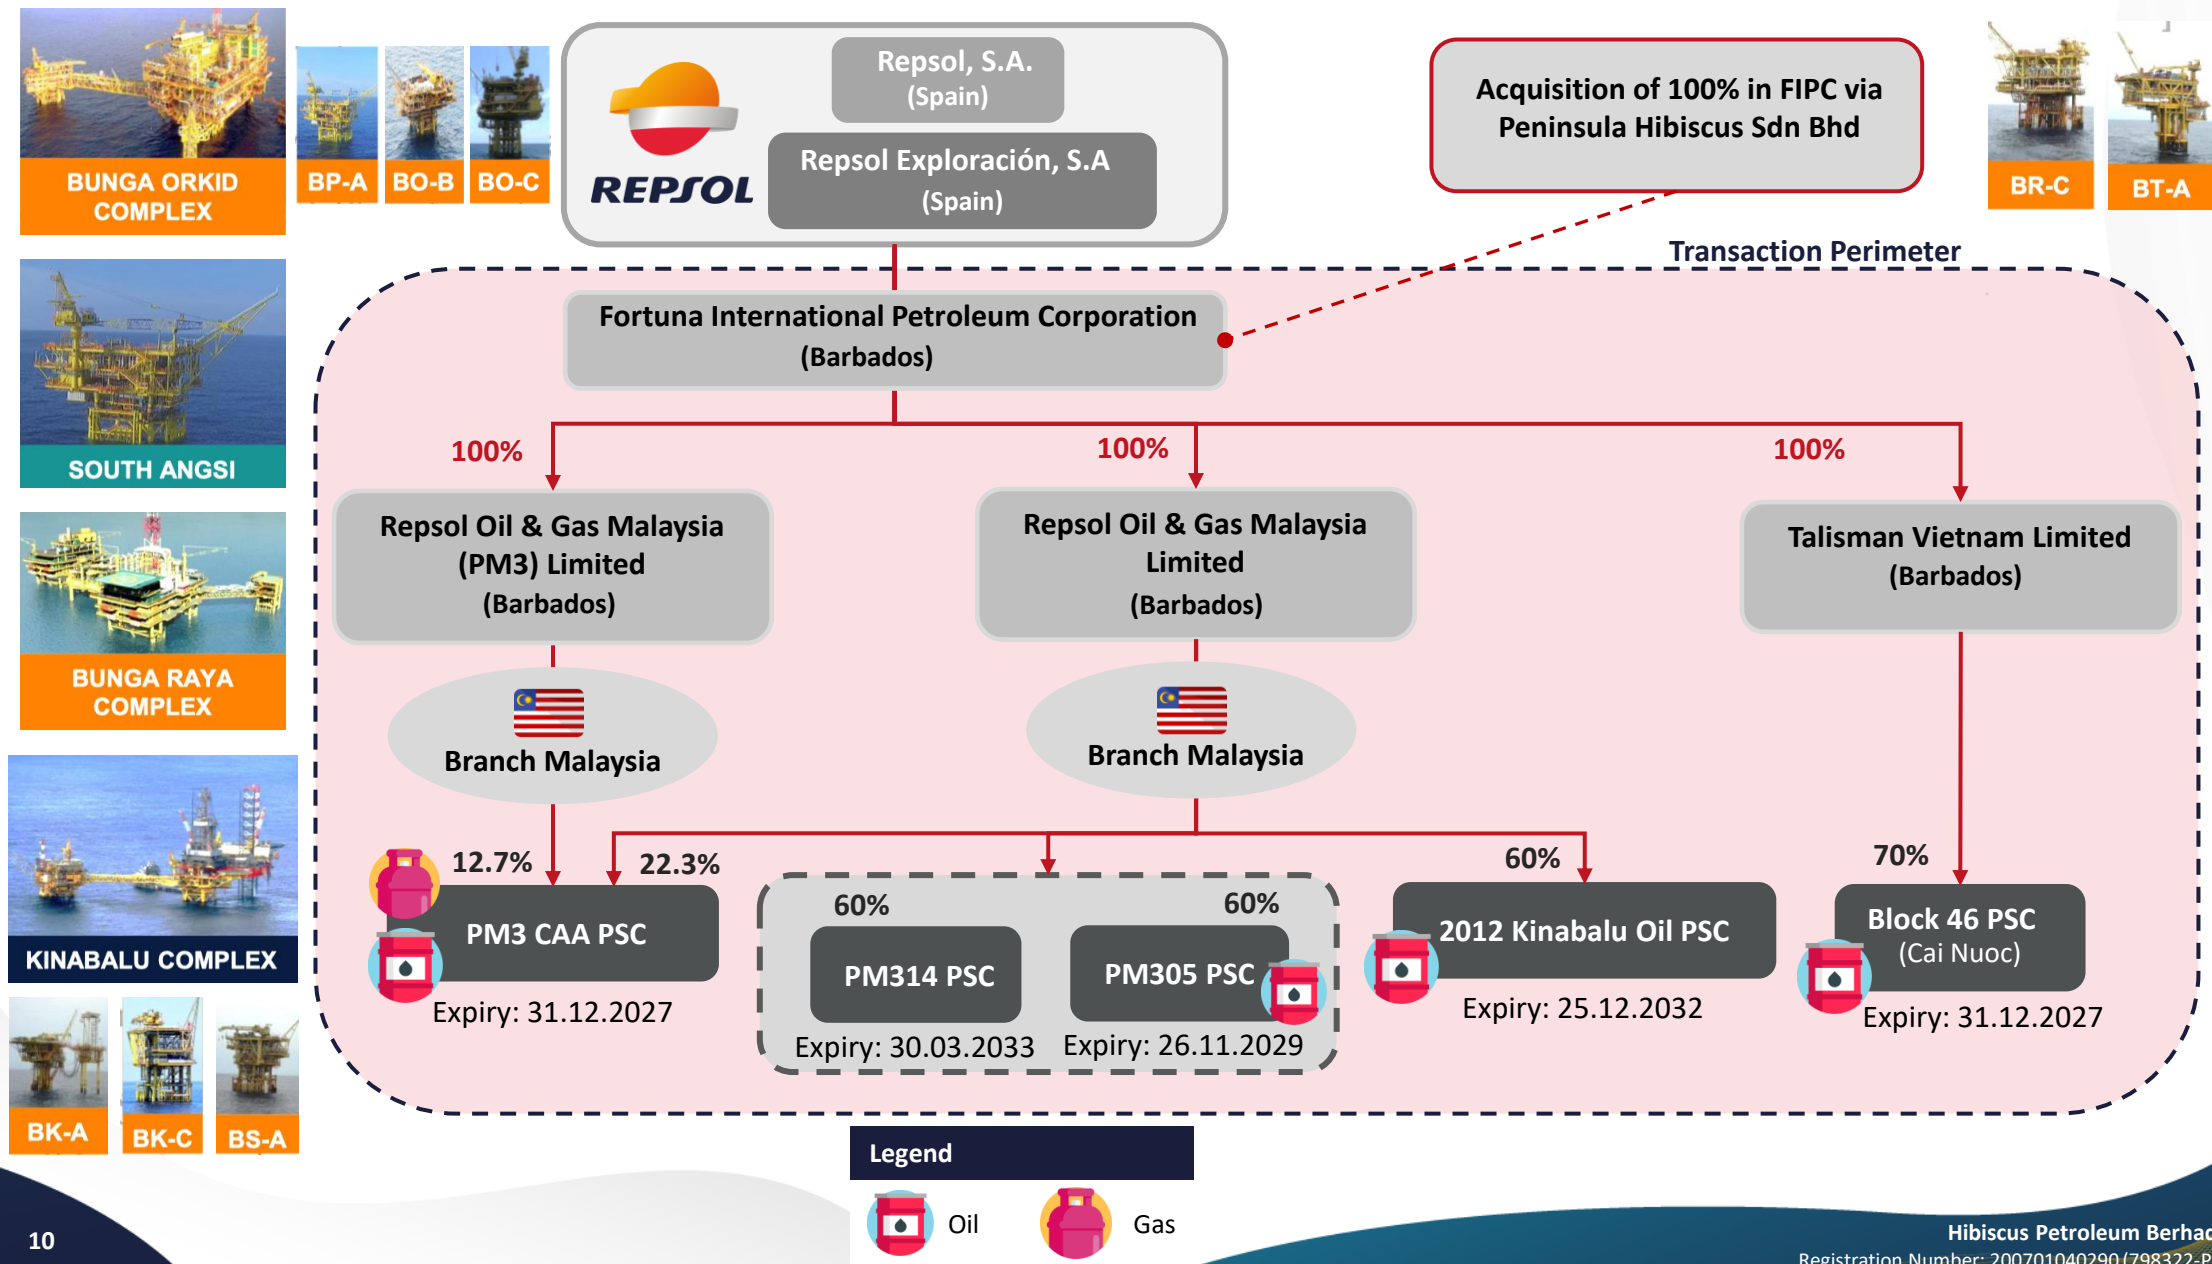 Repsol, S.A.
(Spain)
REPSOL
Repsol Exploración, S.A
(Spain)
Acquisition of 100% in FIPC via
Peninsula Hibiscus Sdn Bhd
BUNGA ORKID
COMPLEX
BP-A
BO-B
BO-C
BR-C
BT-A
Transaction Perimeter
Fortuna International Petroleum Corporation
(Barbados)
SOUTH ANGSI
100%
100%
100%
Repsol Oil & Gas Malaysia
(PM3) Limited
(Barbados)
Repsol Oil & Gas Malaysia
Limited
(Barbados)
Talisman Vietnam Limited
(Barbados)
BUNGA RAYA
COMPLEX
Branch Malaysia
Branch Malaysia
12.7%
22.3%
60%
60%
60%
70%
PM3 CAA PSC
Expiry: 31.12.2027
PM314 PSC
Expiry: 30.03.2033
PM305 PSC
Expiry: 26.11.2029
2012 Kinabalu Oil PSC
Expiry: 25.12.2032
Block 46 PSC
(Cai Nuoc)
Expiry: 31.12.2027
KINABALU COMPLEX
BK-A
BK-C
BS-A
Legend
Oil
Gas
10
Hibiscus Petroleum Berhad
Registration Number: 200701040290 (798322-P